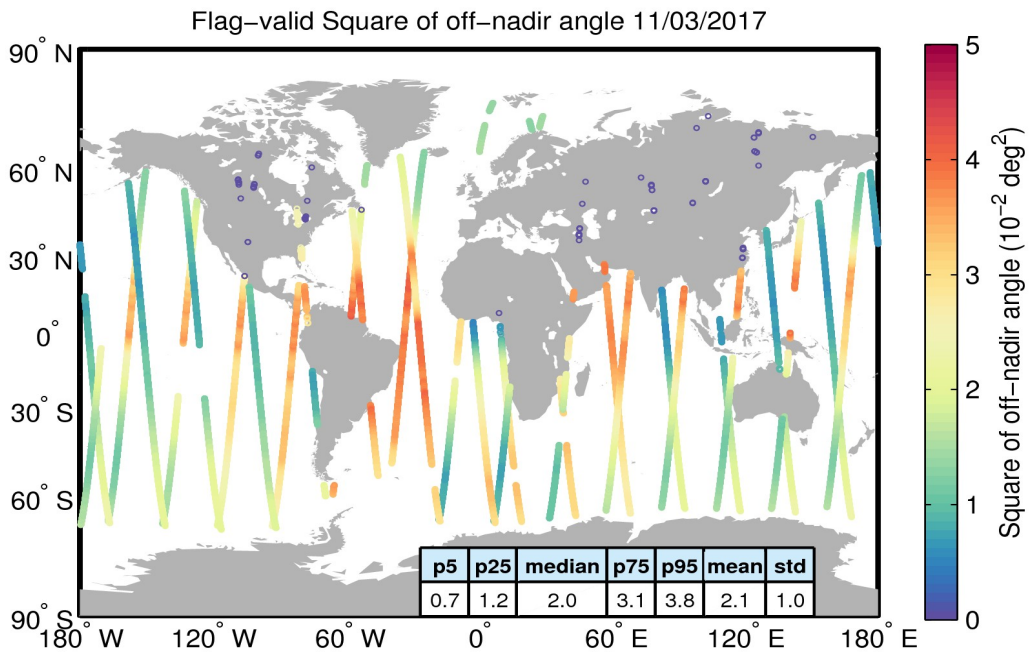 Flag-valid Square of off-nadir angle 11/03/2017
90° N
60° N
30° N
0°
30° S
60° S
90° S
180° W
120° W
60° W
0°
60° E
120° E
180° E
p5 p25 median p75 p95 mean std
0.7 1.2 2.0 3.1 3.8 2.1 1.0
5
4
3
2
1
0
Square of off-nadir angle (10⁻² deg²)